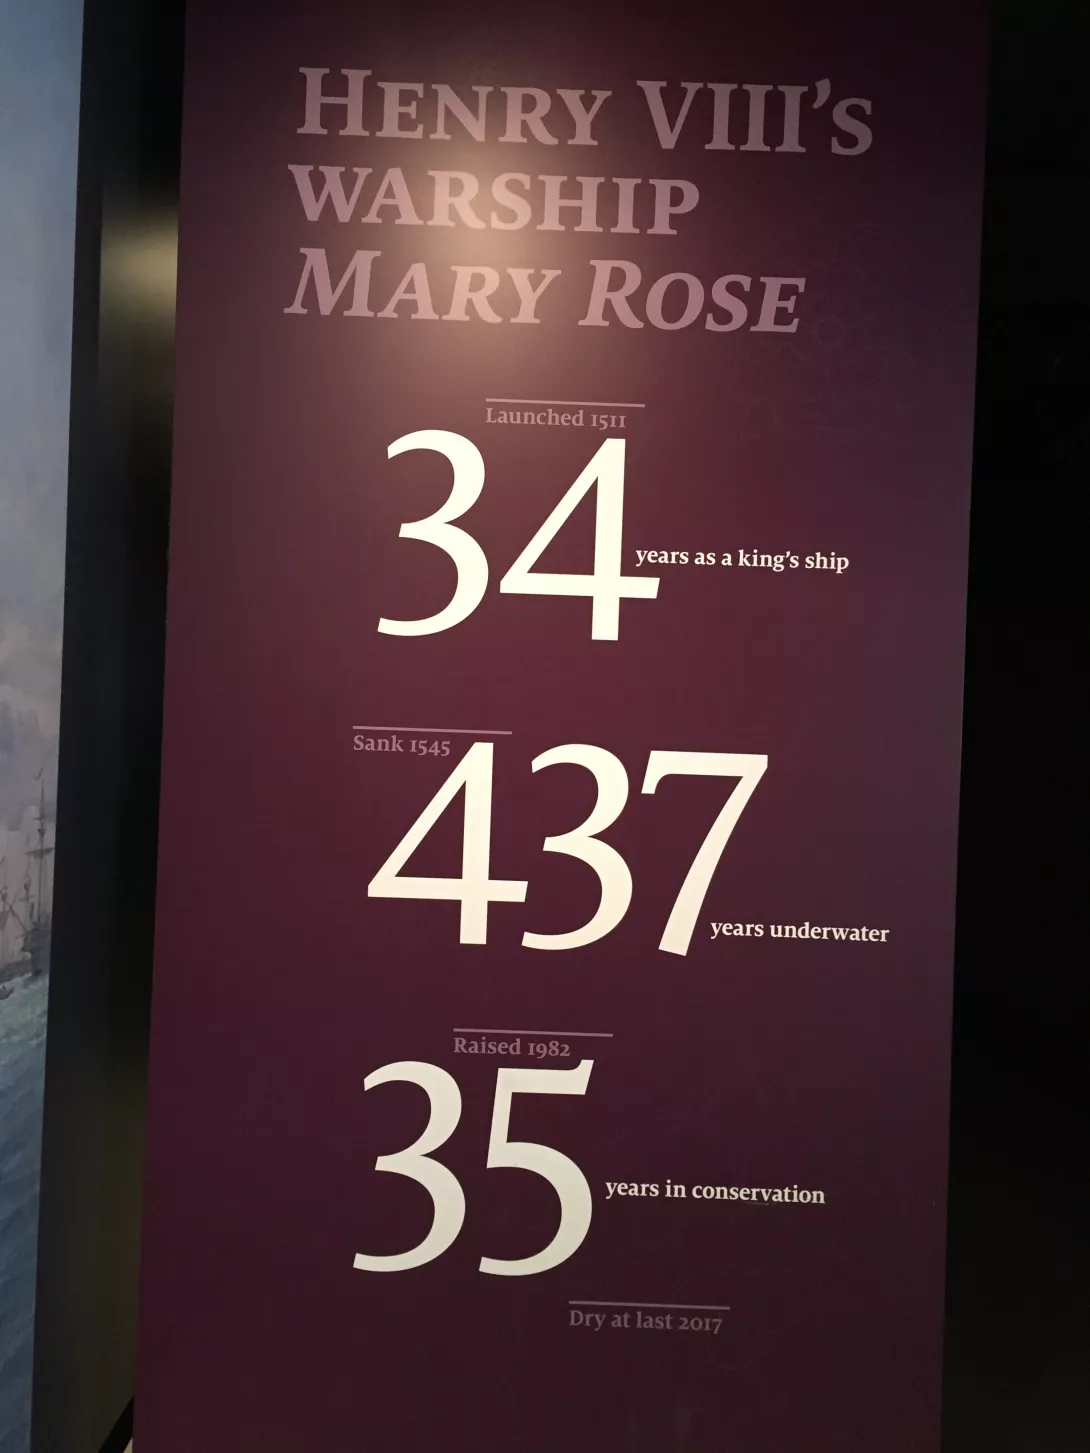 HENRY VIII’S
WARSHIP
MARY ROSE
Launched 1511
34
years as a king’s ship
Sank 1545
437
years underwater
Raised 1982
35
years in conservation
Dry at last 2017